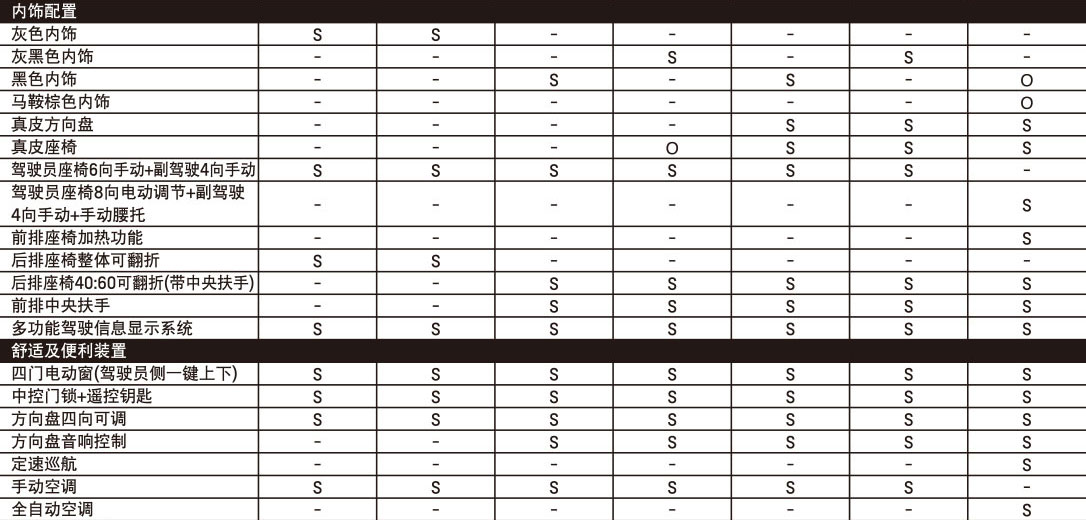 内饰配置
灰色内饰 S S - - - - -
灰黑色内饰 - - - S - S -
黑色内饰 - - S - S - O
马鞍棕色内饰 - - - - - - O
真皮方向盘 - - - - S S S
真皮座椅 - - - O S S S
驾驶员座椅6向手动+副驾驶4向手动 S S S S S S -
驾驶员座椅8向电动调节+副驾驶
4向手动+手动腰托 - - - - - - S
前排座椅加热功能 - - - - - - S
后排座椅整体可翻折 S S - - - - -
后排座椅40:60可翻折(带中央扶手) - - S S S S S
前排中央扶手 - - S S S S S
多功能驾驶信息显示系统 S S S S S S S
舒适及便利装置
四门电动窗(驾驶员侧一键上下) S S S S S S S
中控门锁+遥控钥匙 S S S S S S S
方向盘四向可调 S S S S S S S
方向盘音响控制 - - S S S S S
定速巡航 - - - - - - S
手动空调 S S S S S S -
全自动空调 - - - - - - S